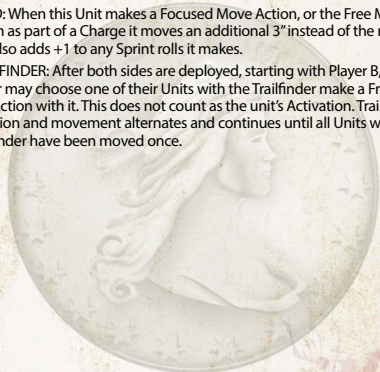 : When this Unit makes a Focused Move Action, or the Free M
as part of a Charge it moves an additional 3” instead of the
also adds +1 to any Sprint rolls it makes.
FINDER: After both sides are deployed, starting with Player B,
may choose one of their Units with the Trailfinder make a Fr
ction with it. This does not count as the unit’s Activation. Trail
ion and movement alternates and continues until all Units w
nder have been moved once.